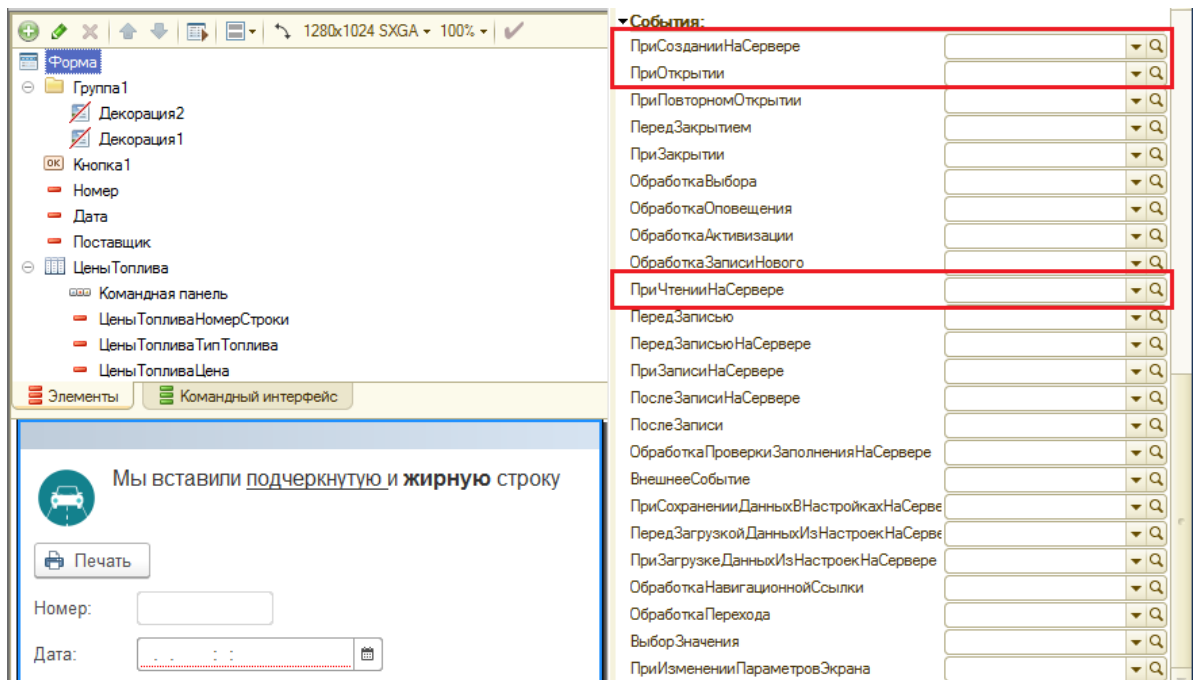 1280x1024 SXGA
100%
Форма
Группа1
Декорация2
Декорация1
OK Кнопка1
Номер
Дата
Поставщик
ЦеныТоплива
Командная панель
ЦеныТопливаНомерСтроки
ЦеныТопливаТипТоплива
ЦеныТопливаЦена
Элементы
Командный интерфейс
Мы вставили подчеркнутую и жирную строку
Печать
Номер:
Дата:
. . : :
События:
ПриСозданииНаСервере
ПриОткрытии
ПриПовторномОткрытии
ПередЗакрытием
ПриЗакрытии
ОбработкаВыбора
ОбработкаОповещения
ОбработкаАктивизации
ОбработкаЗаписиНового
ПриЧтенииНаСервере
ПередЗаписью
ПередЗаписьюНаСервере
ПриЗаписиНаСервере
ПослеЗаписиНаСервере
ПослеЗаписи
ОбработкаПроверкиЗаполненияНаСервере
ВнешнееСобытие
ПриСохраненииДанныхВНастройкахНаСерве
ПередЗагрузкойДанныхИзНастроекНаСерве
ПриЗагрузкеДанныхИзНастроекНаСервере
ОбработкаНавигационнойСсылки
ОбработкаПерехода
ВыборЗначения
ПриИзмененииПараметровЭкрана